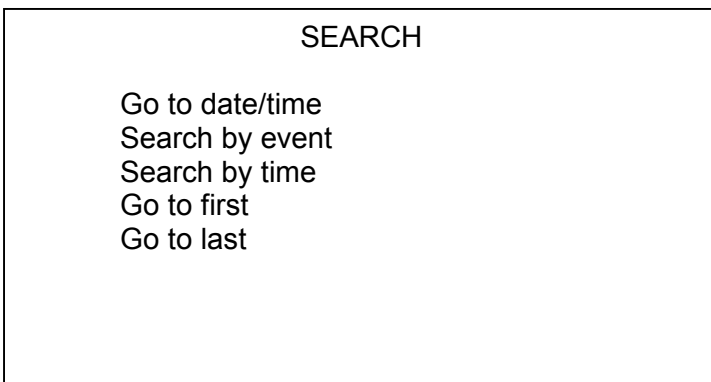 SEARCH
Go to date/time
Search by event
Search by time
Go to first
Go to last